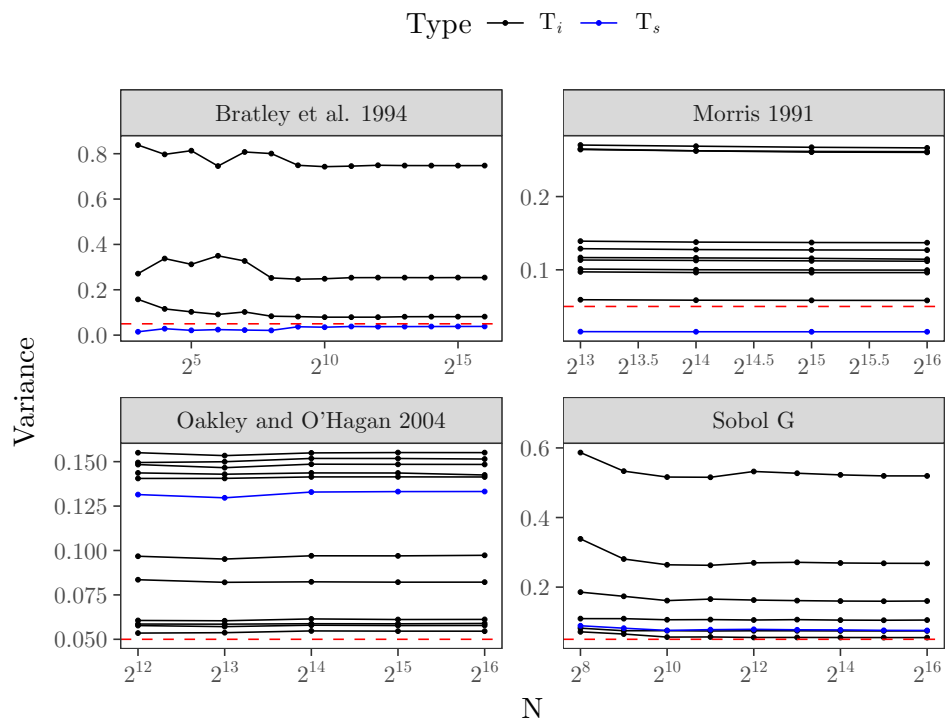 Type T_i T_s
Bratley et al. 1994
0.8
0.6
0.4
0.2
0.0
2^5 2^10 2^15
Morris 1991
0.2
0.1
2^13 2^13.5 2^14 2^14.5 2^15 2^15.5 2^16
Variance
Oakley and O'Hagan 2004
0.150
0.125
0.100
0.075
0.050
2^12 2^13 2^14 2^15 2^16
Sobol G
0.6
0.4
0.2
2^8 2^10 2^12 2^14 2^16
N